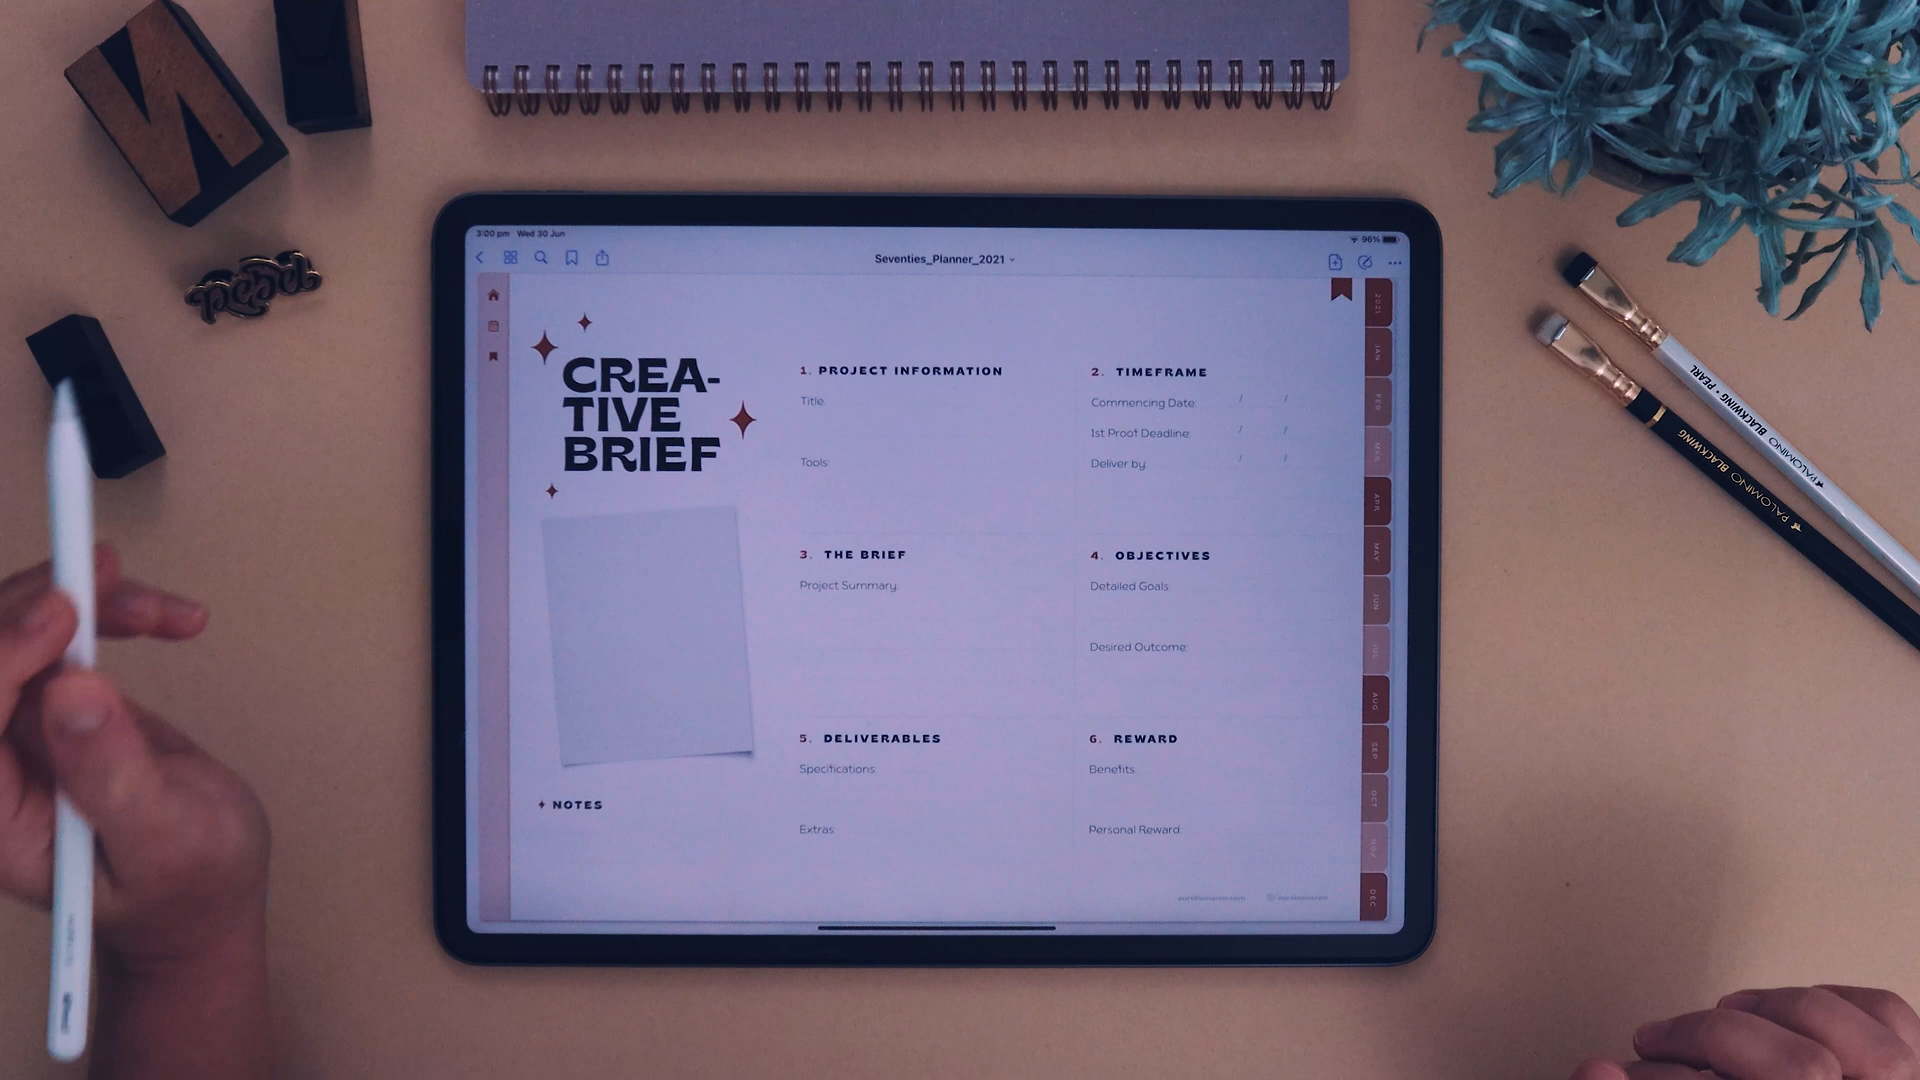 N
3:00 pm Wed 30 Jun
96%
Seventies_Planner_2021
CREA-
TIVE
BRIEF
NOTES
1. PROJECT INFORMATION
Title:
Tools:
2. TIMEFRAME
Commencing Date: / /
1st Proof Deadline: / /
Deliver by: / /
3. THE BRIEF
Project Summary:
4. OBJECTIVES
Detailed Goals:
Desired Outcome:
5. DELIVERABLES
Specifications:
Extras:
6. REWARD
Benefits:
Personal Reward:
2021
JAN
FEB
MAR
APR
MAY
JUN
JUL
AUG
SEP
OCT
NOV
DEC
PALOMINO BLACKWING • PEARL
PALOMINO BLACKWING